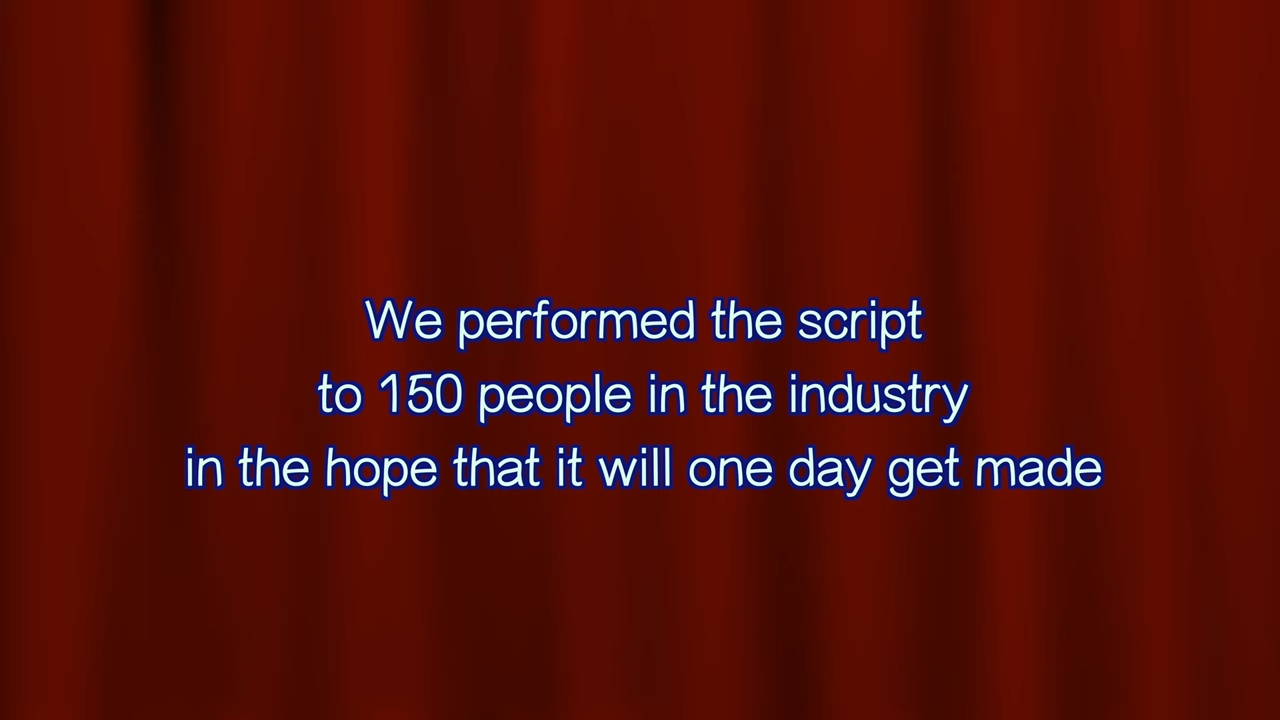 We performed the script
to 150 people in the industry
in the hope that it will one day get made